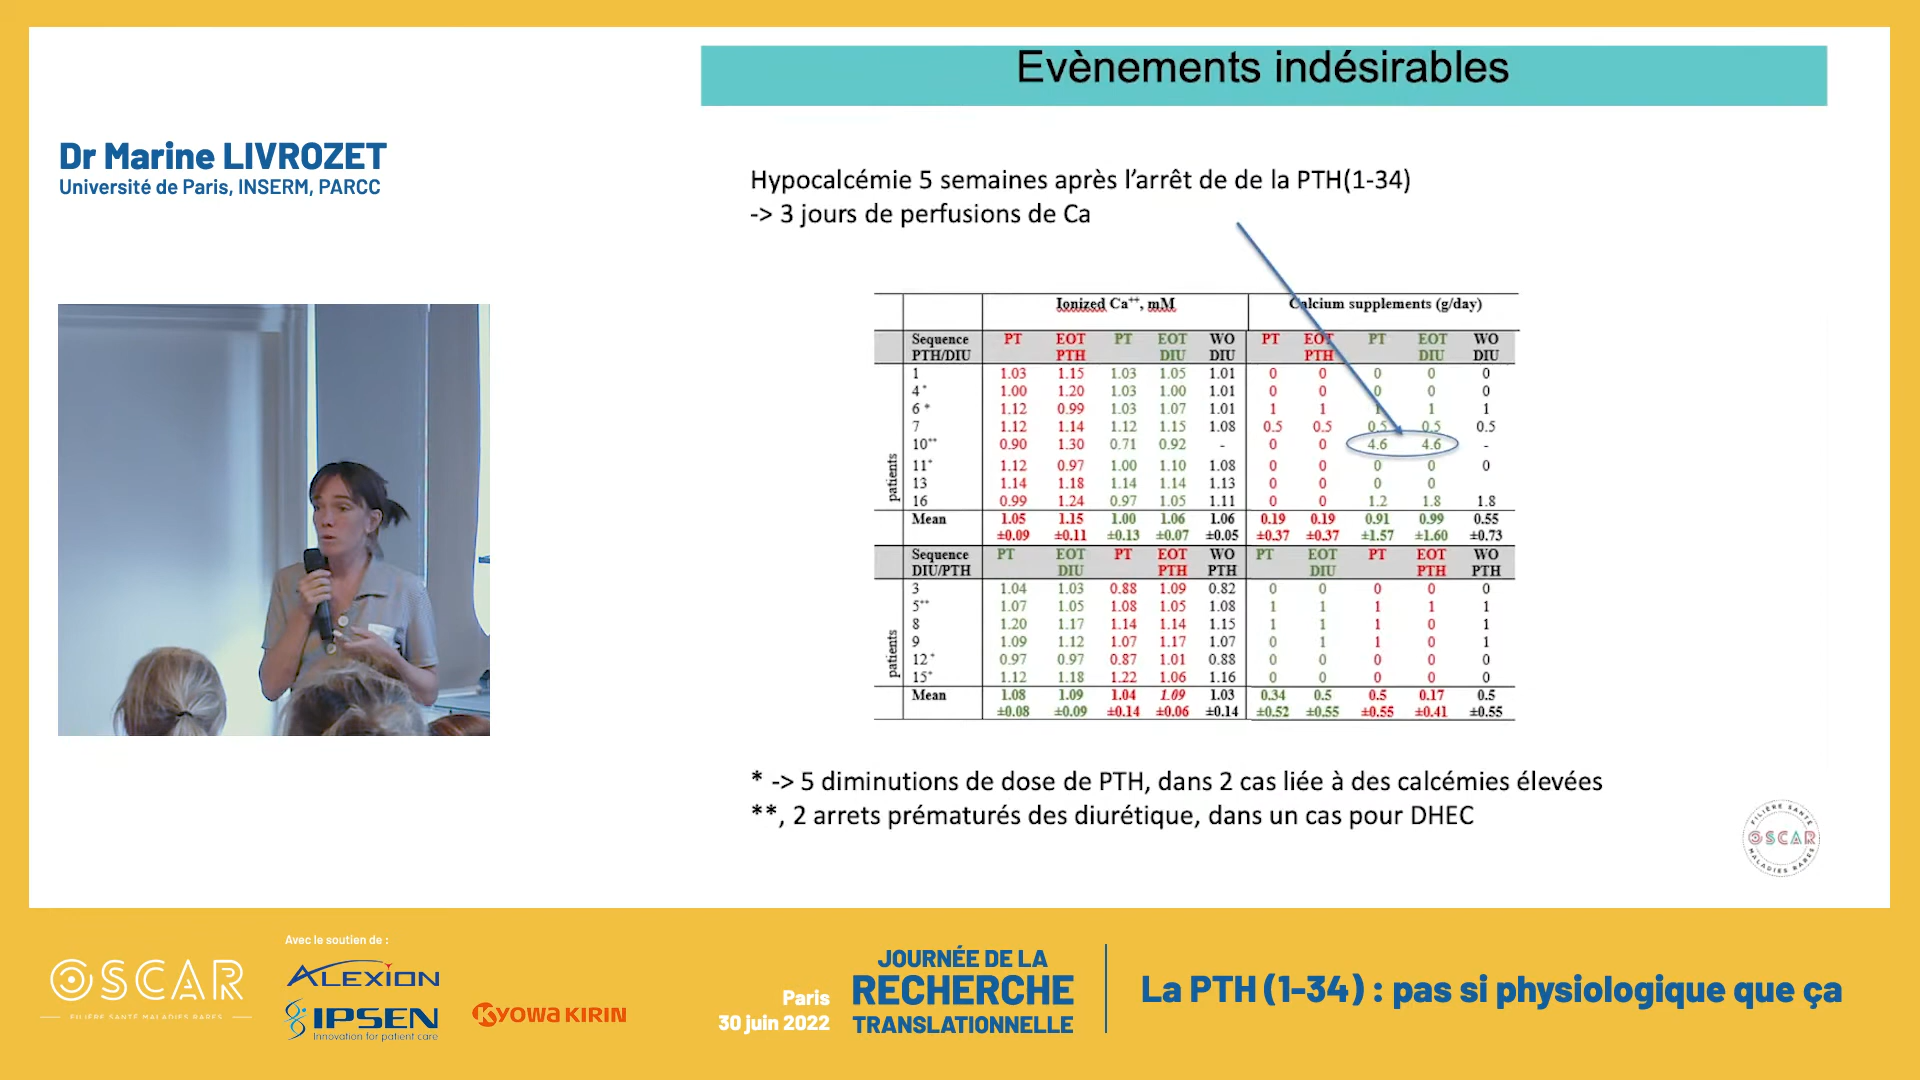 Evènements indésirables
Dr Marine LIVROZET
Université de Paris, INSERM, PARCC
Hypocalcémie 5 semaines après l’arrêt de de la PTH(1-34)
-> 3 jours de perfusions de Ca
Ionized Ca++, mM Calcium supplements (g/day)
Sequence PT EOT PT EOT WO PT EOT PT EOT WO
PTH/DIU PTH DIU DIU PTH DIU DIU
patients
1 1.03 1.15 1.03 1.05 1.01 0 0 0 0 0
4* 1.00 1.20 1.03 1.00 1.01 0 0 0 0 0
6* 1.12 0.99 1.03 1.07 1.01 1 1 1 1 1
7 1.12 1.14 1.12 1.15 1.08 0.5 0.5 0.5 0.5 0.5
10** 0.90 1.30 0.71 0.92 - 0 0 4.6 4.6 -
11* 1.12 0.97 1.00 1.10 1.08 0 0 0 0 0
13 1.14 1.18 1.14 1.14 1.13 0 0 0 0
16 0.99 1.24 0.97 1.05 1.11 0 0 1.2 1.8 1.8
Mean 1.05 1.15 1.00 1.06 1.06 0.19 0.19 0.91 0.99 0.55
±0.09 ±0.11 ±0.13 ±0.07 ±0.05 ±0.37 ±0.37 ±1.57 ±1.60 ±0.73
Sequence PT EOT PT EOT WO PT EOT PT EOT WO
DIU/PTH DIU PTH PTH DIU PTH PTH
patients
3 1.04 1.03 0.88 1.09 0.82 0 0 0 0 0
5** 1.07 1.05 1.08 1.05 1.08 1 1 1 1 1
8 1.20 1.17 1.14 1.14 1.15 1 1 1 0 1
9 1.09 1.12 1.07 1.17 1.07 0 1 1 0 1
12* 0.97 0.97 0.87 1.01 0.88 0 0 0 0 0
15* 1.12 1.18 1.22 1.06 1.16 0 0 0 0 0
Mean 1.08 1.09 1.04 1.09 1.03 0.34 0.5 0.5 0.17 0.5
±0.08 ±0.09 ±0.14 ±0.06 ±0.14 ±0.52 ±0.55 ±0.55 ±0.41 ±0.55
* -> 5 diminutions de dose de PTH, dans 2 cas liée à des calcémies élevées
**, 2 arrets prématurés des diurétique, dans un cas pour DHEC
FILIÈRE SANTÉ
OSCAR
MALADIES RARES
OSCAR
FILIÈRE SANTÉ MALADIES RARES
Avec le soutien de :
ALEXION
IPSEN
Innovation for patient care
KYOWA KIRIN
Paris
30 juin 2022
JOURNÉE DE LA
RECHERCHE
TRANSLATIONNELLE
La PTH (1-34) : pas si physiologique que ça